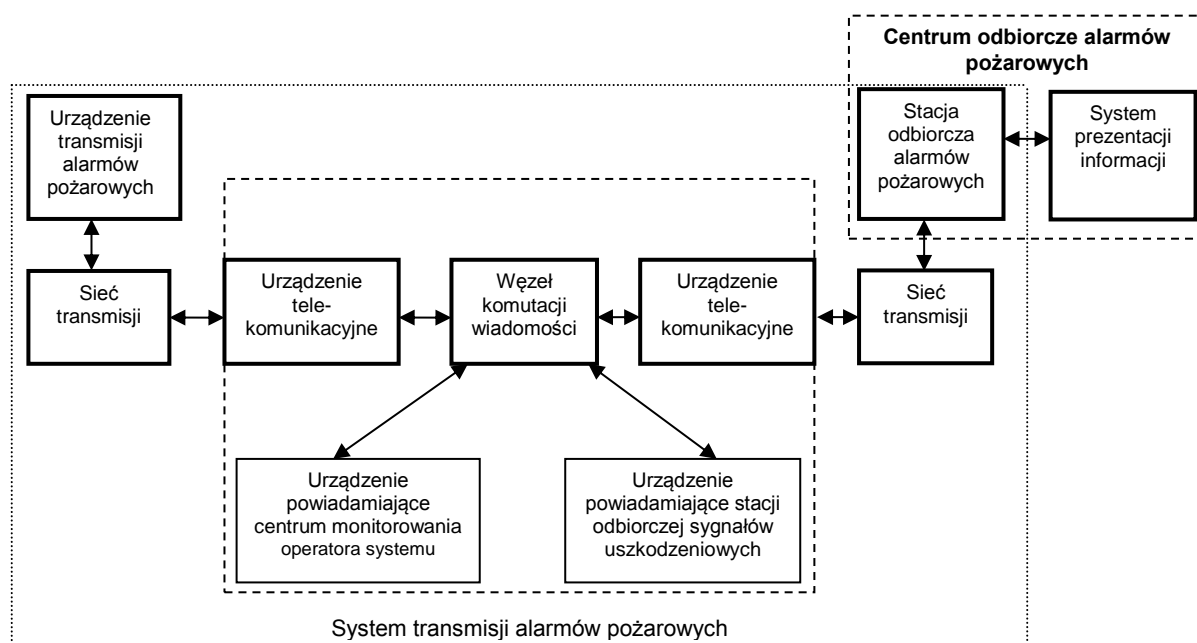 Centrum odbiorcze alarmów
pożarowych
Urządzenie
transmisji
alarmów
pożarowych
Stacja
odbiorcza
alarmów
pożarowych
System
prezentacji
informacji
Sieć
transmisji
Urządzenie
tele-
komunikacyjne
Węzeł
komutacji
wiadomości
Urządzenie
tele-
komunikacyjne
Sieć
transmisji
Urządzenie
powiadamiające
centrum monitorowania
operatora systemu
Urządzenie
powiadamiające stacji
odbiorczej sygnałów
uszkodzeniowych
System transmisji alarmów pożarowych